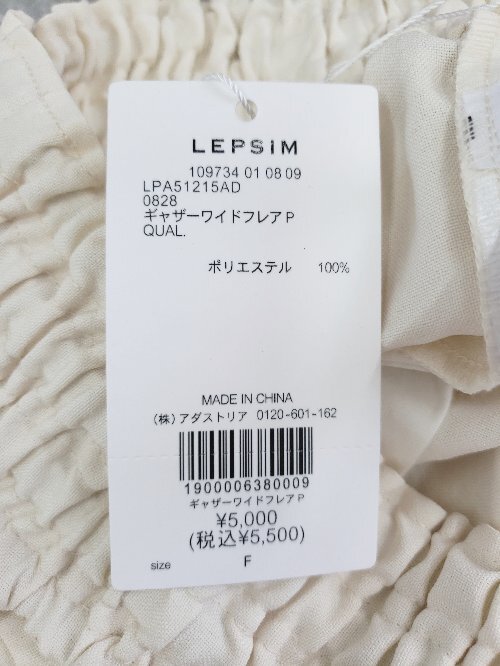 LEPSIM
109734 01 08 09
LPA51215AD
0828
ギャザーワイドフレアP
QUAL.
ポリエステル 100%
MADE IN CHINA
(株)アダストリア 0120-601-162
1900006380009
ギャザーワイドフレアP
¥5,000
(税込¥5,500)
size F